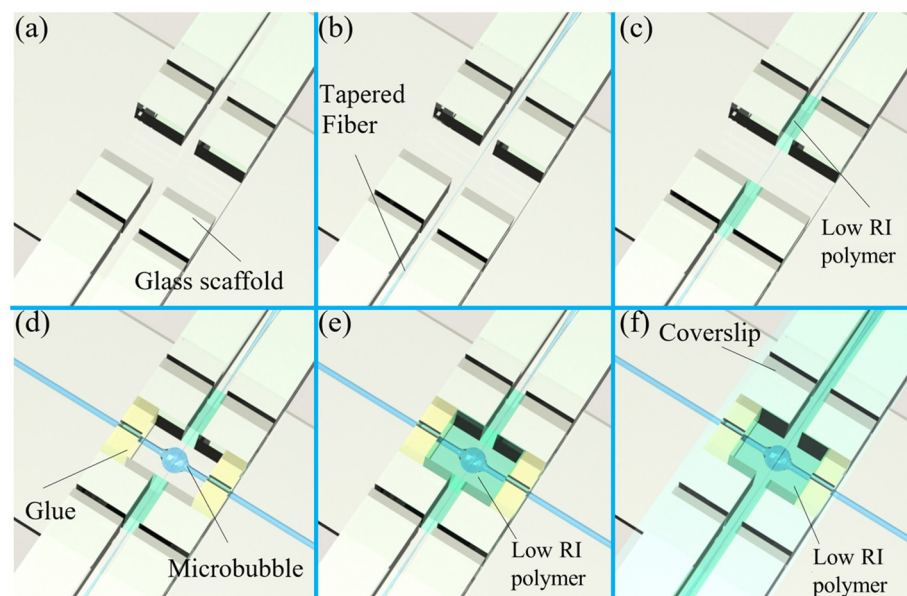 (a)
Glass scaffold
(b)
Tapered
Fiber
(c)
Low RI
polymer
(d)
Glue
Microbubble
(e)
Low RI
polymer
(f)
Coverslip
Low RI
polymer